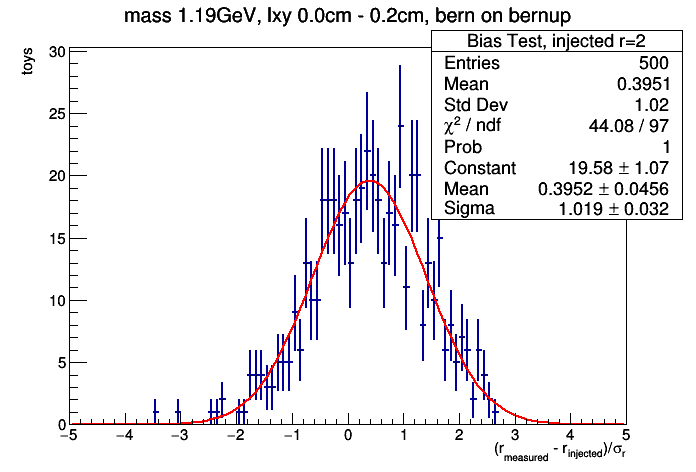 mass 1.19GeV, lxy 0.0cm - 0.2cm, bern on bernup
Bias Test, injected r=2
Entries 500
Mean 0.3951
Std Dev 1.02
χ² / ndf 44.08 / 97
Prob 1
Constant 19.58 ± 1.07
Mean 0.3952 ± 0.0456
Sigma 1.019 ± 0.032
toys
30
25
20
15
10
5
0
−5 −4 −3 −2 −1 0 1 2 3 4 5
(r_measured - r_injected)/σ_r